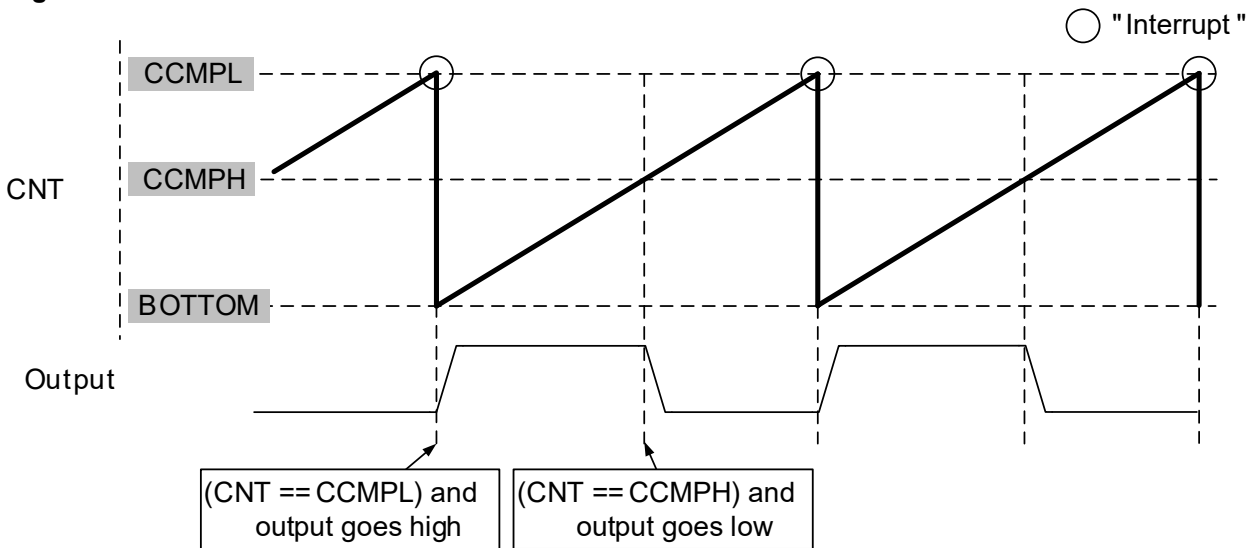 "Interrupt"
CCMPL
CCMPH
CNT
BOTTOM
Output
(CNT == CCMPL) and
output goes high
(CNT == CCMPH) and
output goes low